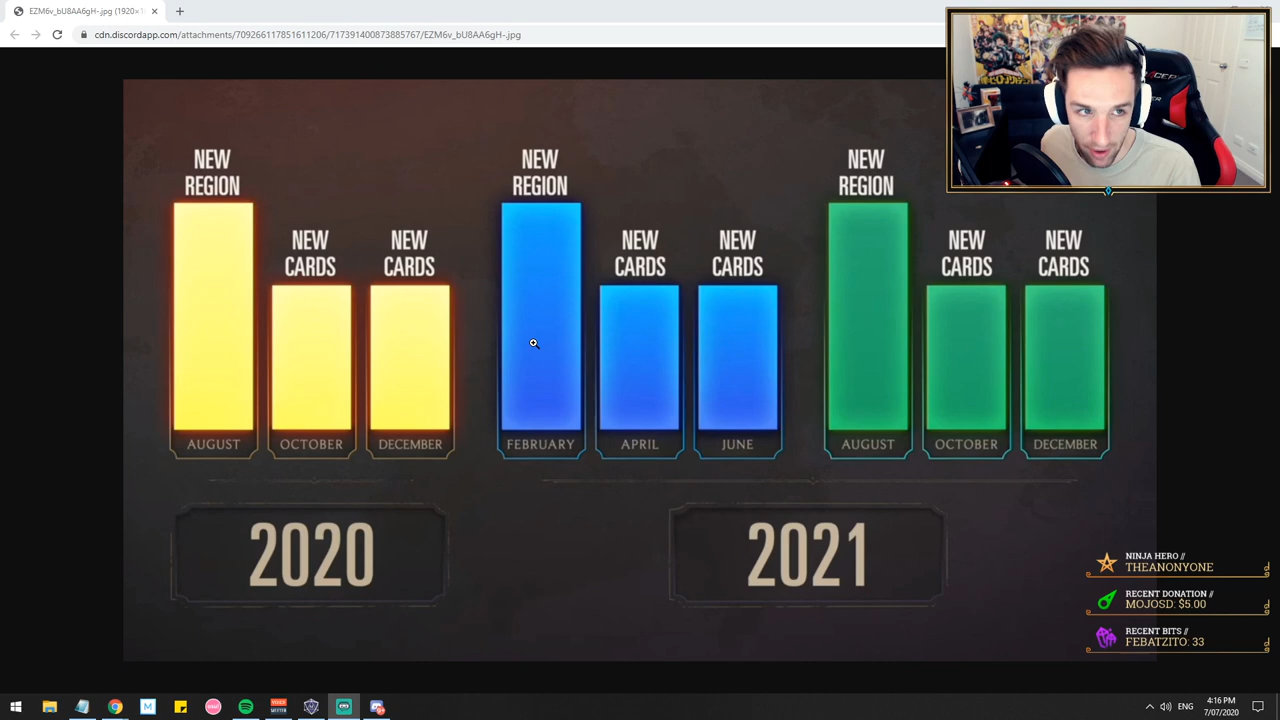 EZM6v_bU8AA6gH-.jpg (1920×1
cdn.discordapp.com/attachments/709266117851611206/717391400873885767/EZM6v_bU8AA6gH-.jpg
NEW
REGION
NEW
CARDS
NEW
CARDS
NEW
REGION
NEW
CARDS
NEW
CARDS
NEW
REGION
NEW
CARDS
NEW
CARDS
AUGUST
OCTOBER
DECEMBER
FEBRUARY
APRIL
JUNE
AUGUST
OCTOBER
DECEMBER
2020
2021
NINJA HERO //
THEANONYONE
RECENT DONATION //
MOJOSD: $5.00
RECENT BITS //
FEBATZITO: 33
ENG
4:16 PM
7/07/2020